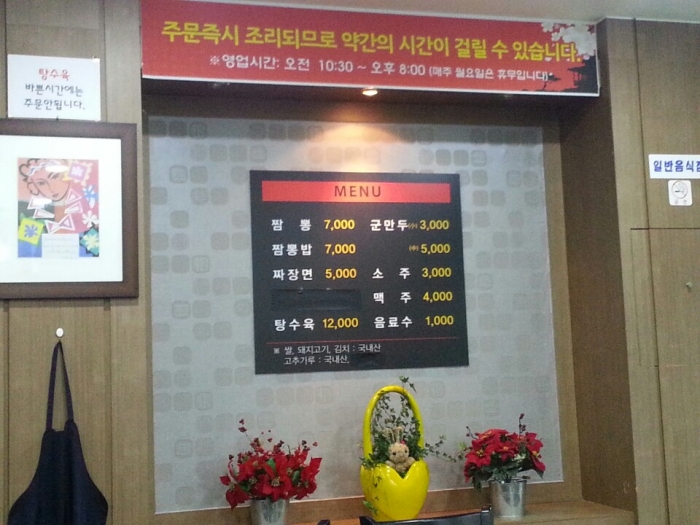 주문즉시 조리되므로 약간의 시간이 걸릴 수 있습니다.
※영업시간: 오전 10:30 ~ 오후 8:00 (매주 월요일은 휴무입니다)
탕수육
바쁜시간에는
주문안됩니다.
일반음식점
MENU
짬 뽕 7,000 군만두(小) 3,000
짬뽕밥 7,000 (中) 5,000
짜장면 5,000 소 주 3,000
맥 주 4,000
탕수육 12,000 음료수 1,000
※ 쌀, 돼지고기, 김치 : 국내산
고추가루 : 국내산,